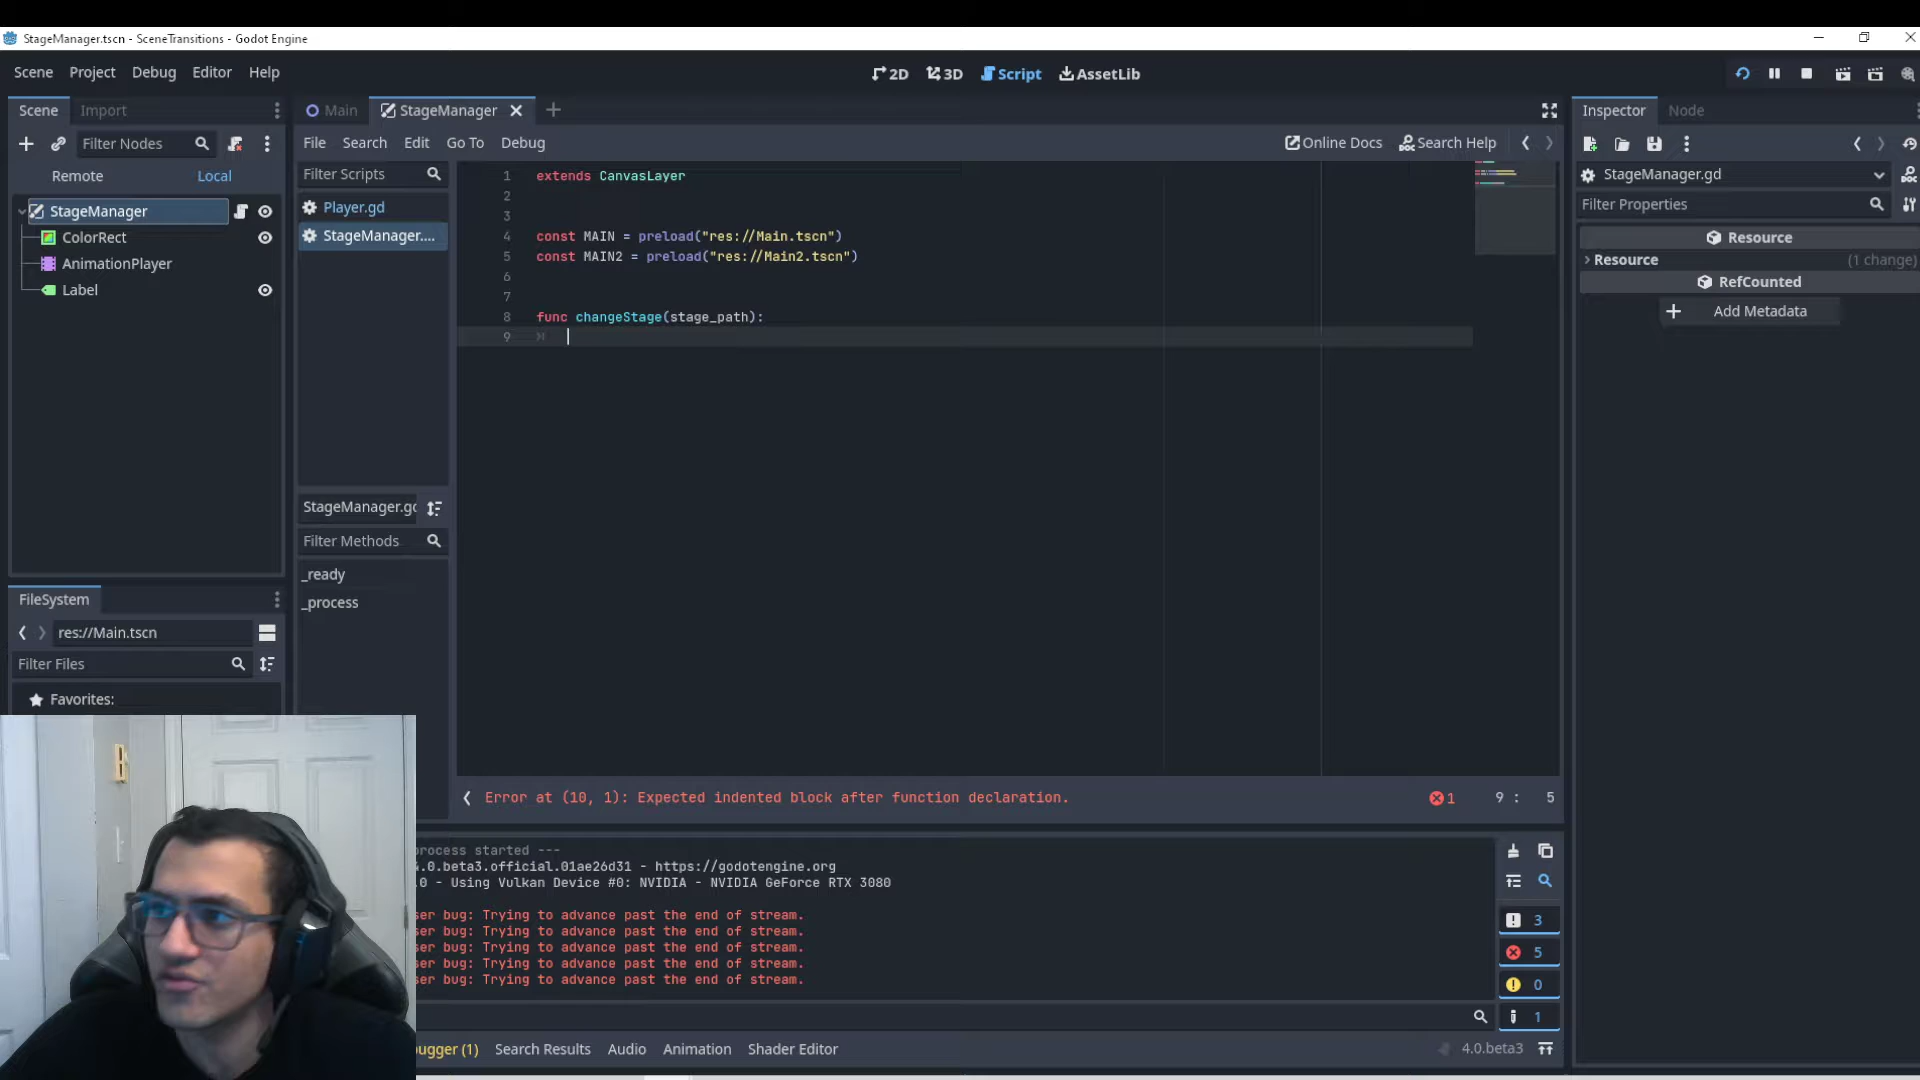 StageManager.tscn - SceneTransitions - Godot Engine
Scene Project Debug Editor Help
2D 3D Script AssetLib
Scene Import
Filter Nodes
Remote Local
StageManager
ColorRect
AnimationPlayer
Label
FileSystem
res://Main.tscn
Filter Files
Favorites:
Main StageManager
File Search Edit Go To Debug
Online Docs Search Help
Filter Scripts
Player.gd
StageManager....
StageManager.gd
Filter Methods
_ready
_process
1 extends CanvasLayer
2
3
4 const MAIN = preload("res://Main.tscn")
5 const MAIN2 = preload("res://Main2.tscn")
6
7
8 func changeStage(stage_path):
9
Error at (10, 1): Expected indented block after function declaration.
1 9 : 5
process started ---
.0.beta3.official.01ae26d31 - https://godotengine.org
.0 - Using Vulkan Device #0: NVIDIA - NVIDIA GeForce RTX 3080
ser bug: Trying to advance past the end of stream.
ser bug: Trying to advance past the end of stream.
ser bug: Trying to advance past the end of stream.
ser bug: Trying to advance past the end of stream.
ser bug: Trying to advance past the end of stream.
3
5
0
1
ugger (1) Search Results Audio Animation Shader Editor
4.0.beta3
Inspector Node
StageManager.gd
Filter Properties
Resource
Resource (1 change)
RefCounted
Add Metadata